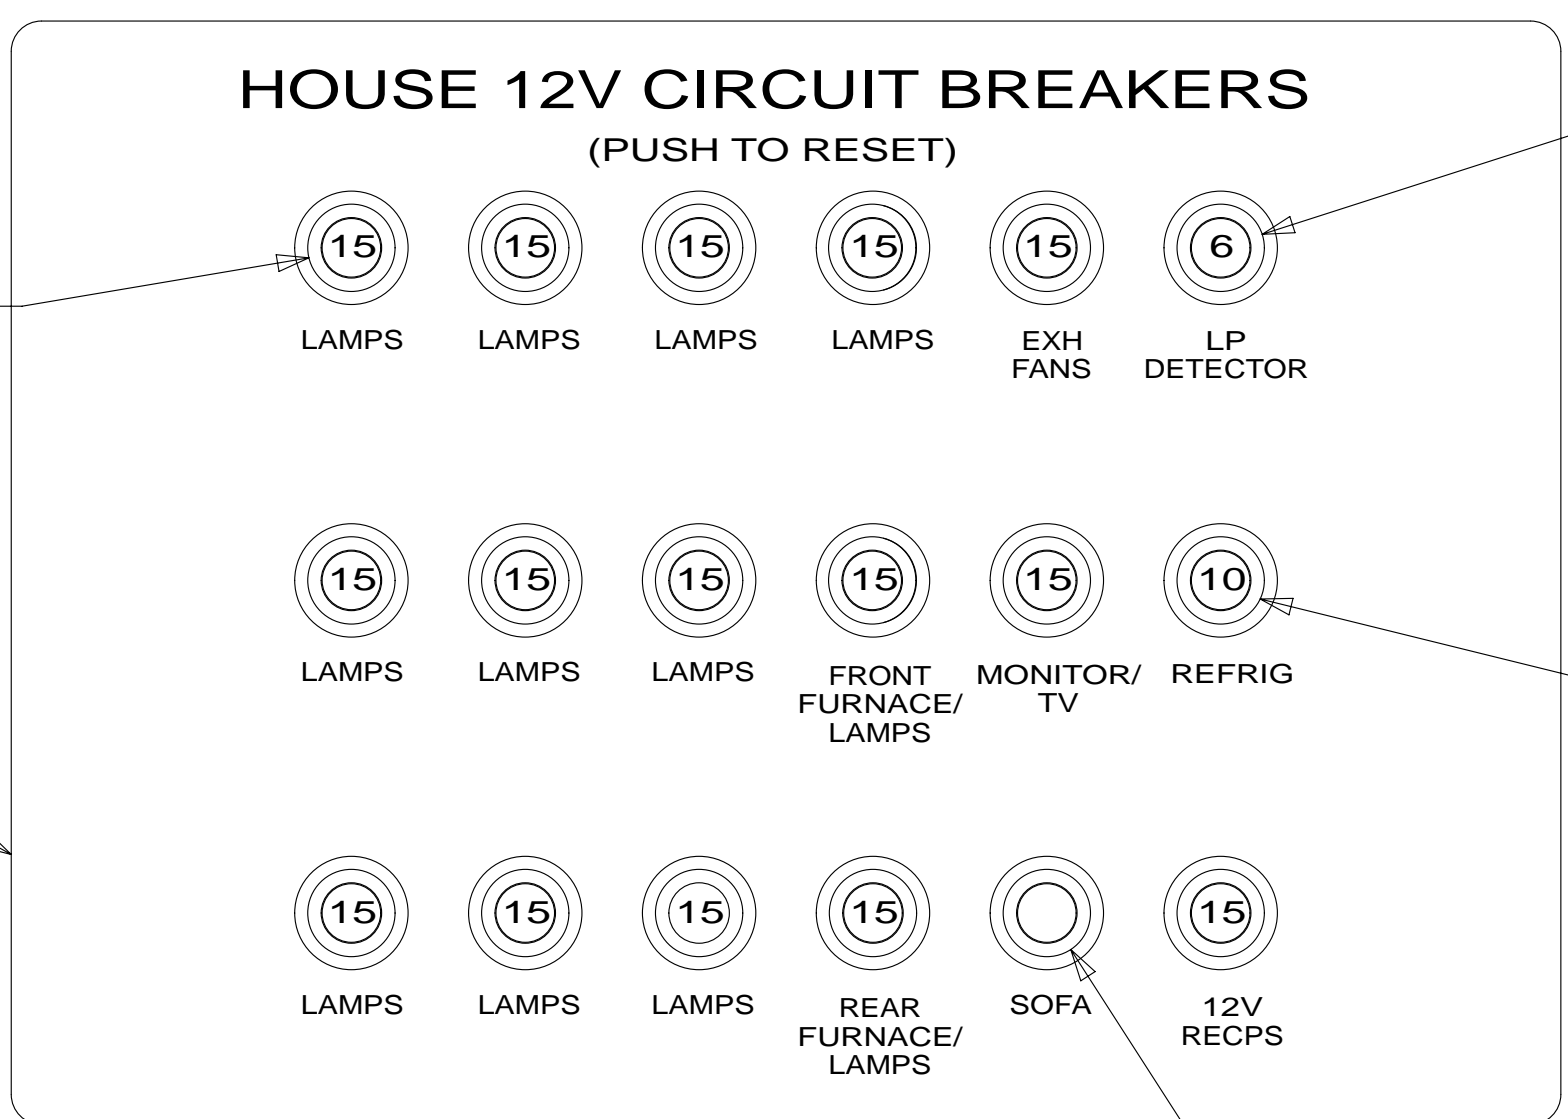 HOUSE 12V CIRCUIT BREAKERS
(PUSH TO RESET)
15 15 15 15 15 6
LAMPS LAMPS LAMPS LAMPS EXH LP
FANS DETECTOR
15 15 15 15 15 10
LAMPS LAMPS LAMPS FRONT MONITOR/ REFRIG
FURNACE/ TV
LAMPS
15 15 15 15 15
LAMPS LAMPS LAMPS REAR SOFA 12V
FURNACE/ RECPS
LAMPS